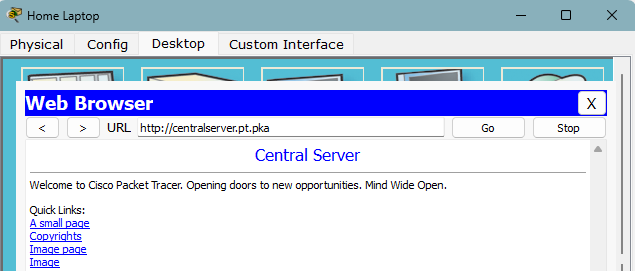 Home Laptop
Physical Config Desktop Custom Interface
Web Browser X
< > URL http://centralserver.pt.pka Go Stop
Central Server
Welcome to Cisco Packet Tracer. Opening doors to new opportunities. Mind Wide Open.
Quick Links:
A small page
Copyrights
Image page
Image